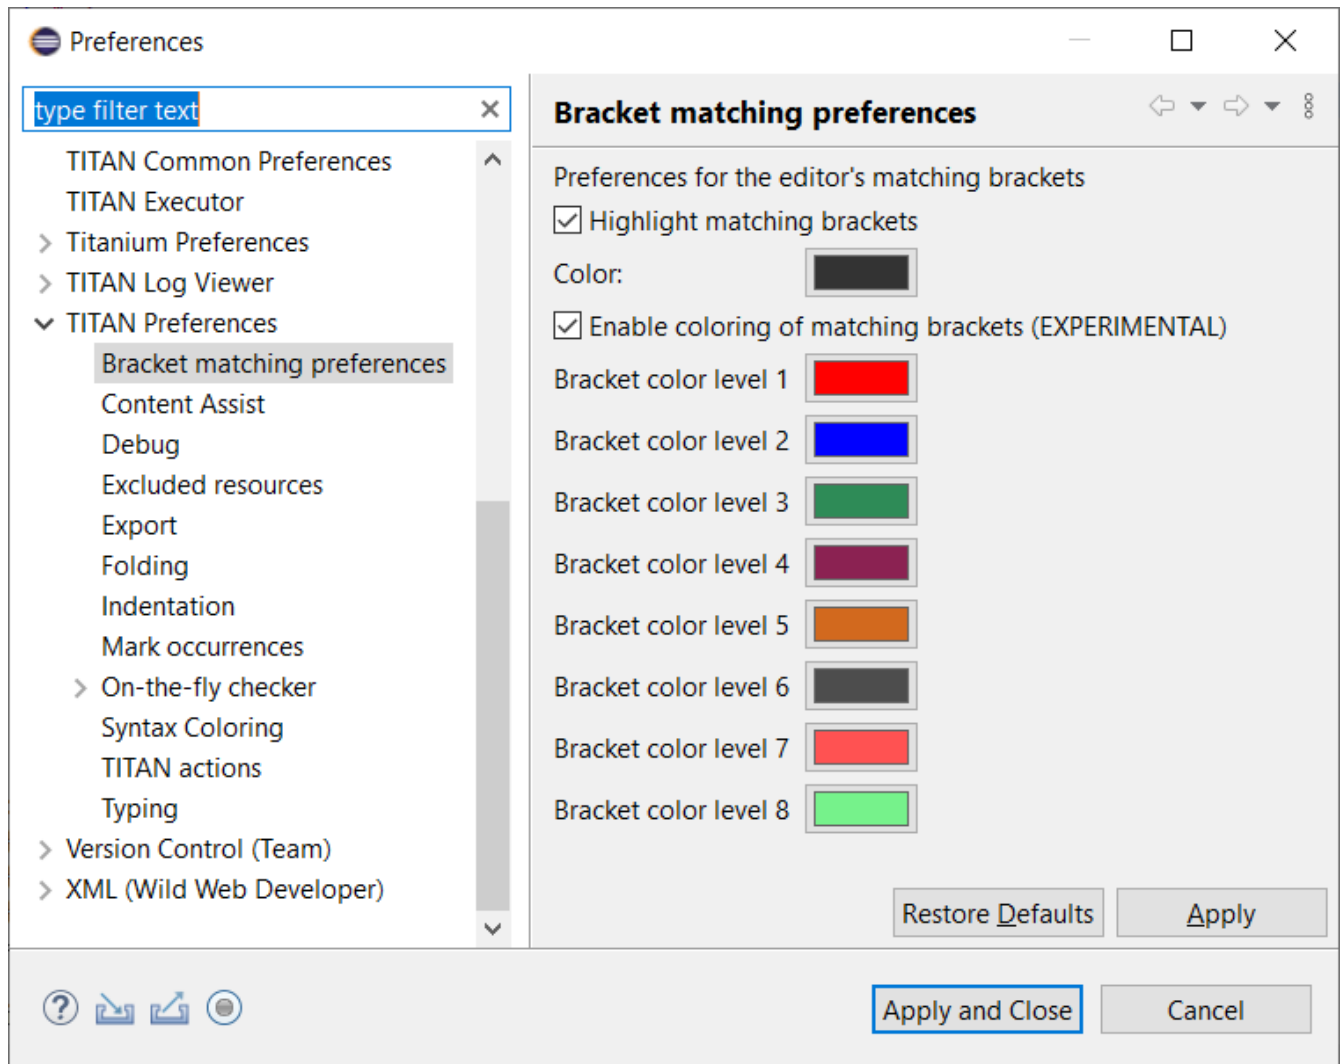 Preferences
type filter text
TITAN Common Preferences
TITAN Executor
Titanium Preferences
TITAN Log Viewer
TITAN Preferences
Bracket matching preferences
Content Assist
Debug
Excluded resources
Export
Folding
Indentation
Mark occurrences
On-the-fly checker
Syntax Coloring
TITAN actions
Typing
Version Control (Team)
XML (Wild Web Developer)
Bracket matching preferences
Preferences for the editor's matching brackets
Highlight matching brackets
Color:
Enable coloring of matching brackets (EXPERIMENTAL)
Bracket color level 1
Bracket color level 2
Bracket color level 3
Bracket color level 4
Bracket color level 5
Bracket color level 6
Bracket color level 7
Bracket color level 8
Restore Defaults Apply
Apply and Close Cancel